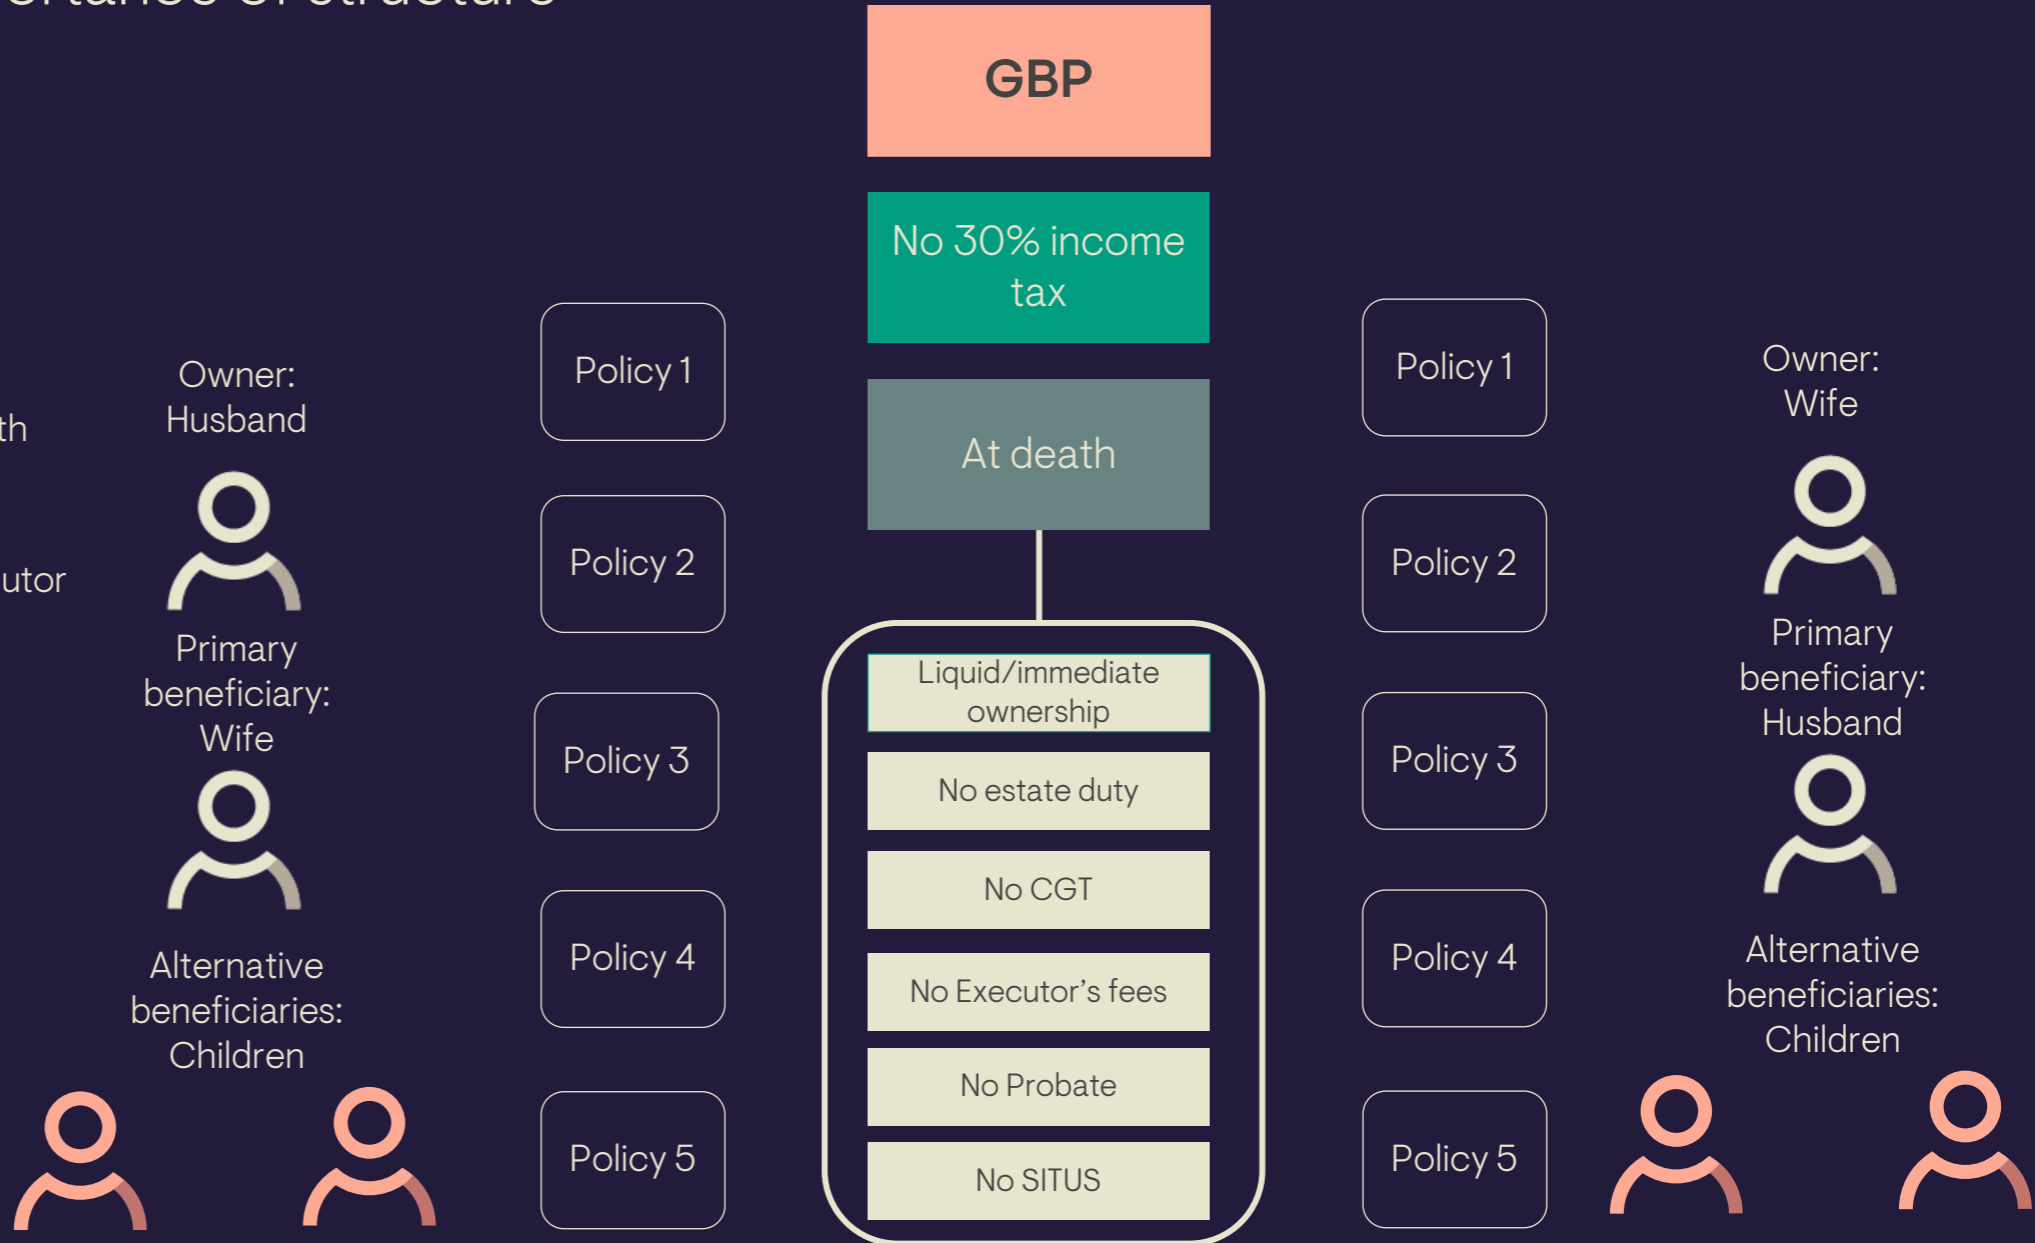 GBP
No 30% income
tax
At death
Liquid/immediate
ownership
No estate duty
No CGT
No Executor's fees
No Probate
No SITUS
Owner:
Husband
Primary
beneficiary:
Wife
Alternative
beneficiaries:
Children
Policy 1
Policy 2
Policy 3
Policy 4
Policy 5
Policy 1
Policy 2
Policy 3
Policy 4
Policy 5
Owner:
Wife
Primary
beneficiary:
Husband
Alternative
beneficiaries:
Children